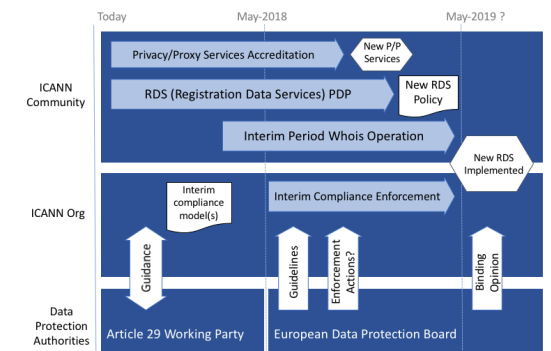 Today
May-2018
May-2019 ?
ICANN
Community
Privacy/Proxy Services Accreditation
New P/P
Services
RDS (Registration Data Services) PDP
New RDS
Policy
Interim Period Whois Operation
New RDS
Implemented
ICANN Org
Interim
compliance
model(s)
Interim Compliance Enforcement
Guidance
Guidelines
Enforcement
Actions?
Binding
Opinion
Data
Protection
Authorities
Article 29 Working Party
European Data Protection Board